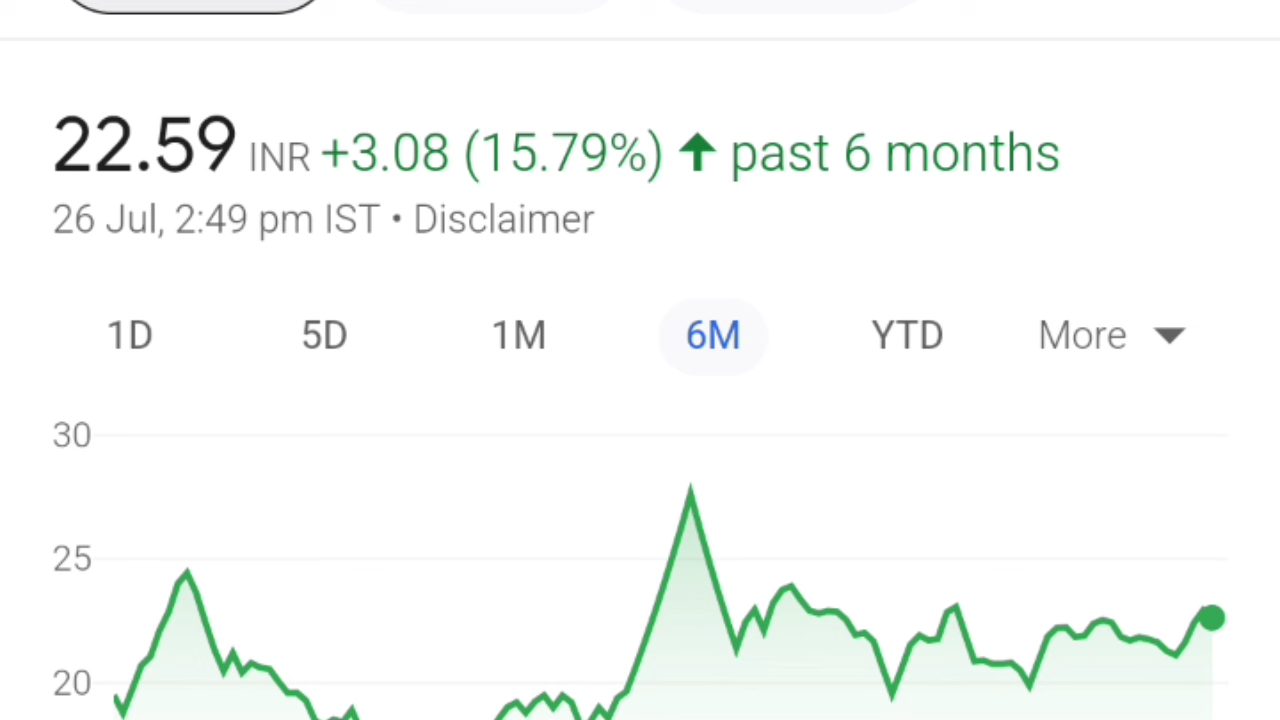 22.59 INR +3.08 (15.79%) ↑ past 6 months
26 Jul, 2:49 pm IST • Disclaimer
1D 5D 1M 6M YTD More
30
25
20